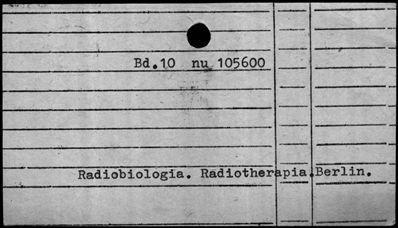 Bd.10 nu 105600
Radiobiologia. Radiotherapia.Berlin.